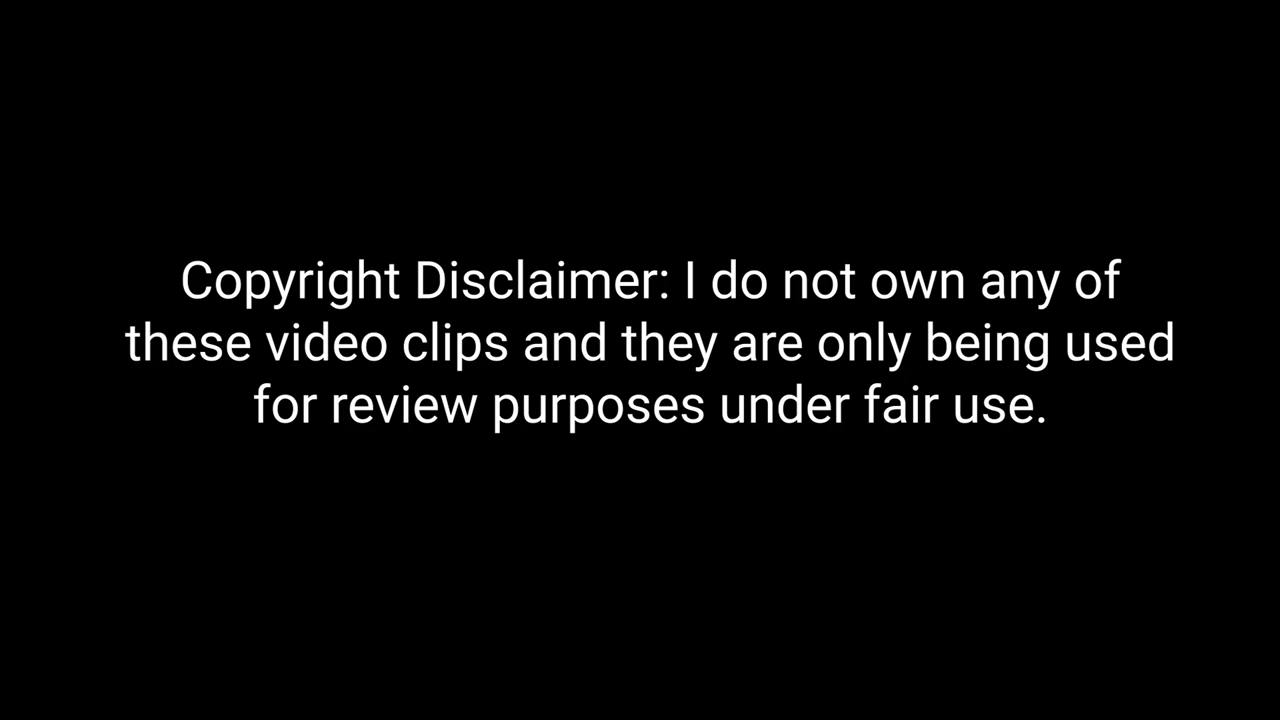 Copyright Disclaimer: I do not own any of
these video clips and they are only being used
for review purposes under fair use.